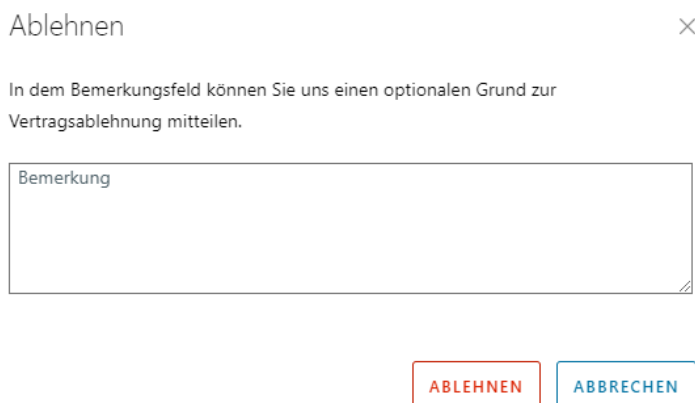 Ablehnen
In dem Bemerkungsfeld können Sie uns einen optionalen Grund zur
Vertragsablehnung mitteilen.
Bemerkung
ABLEHNEN
ABBRECHEN